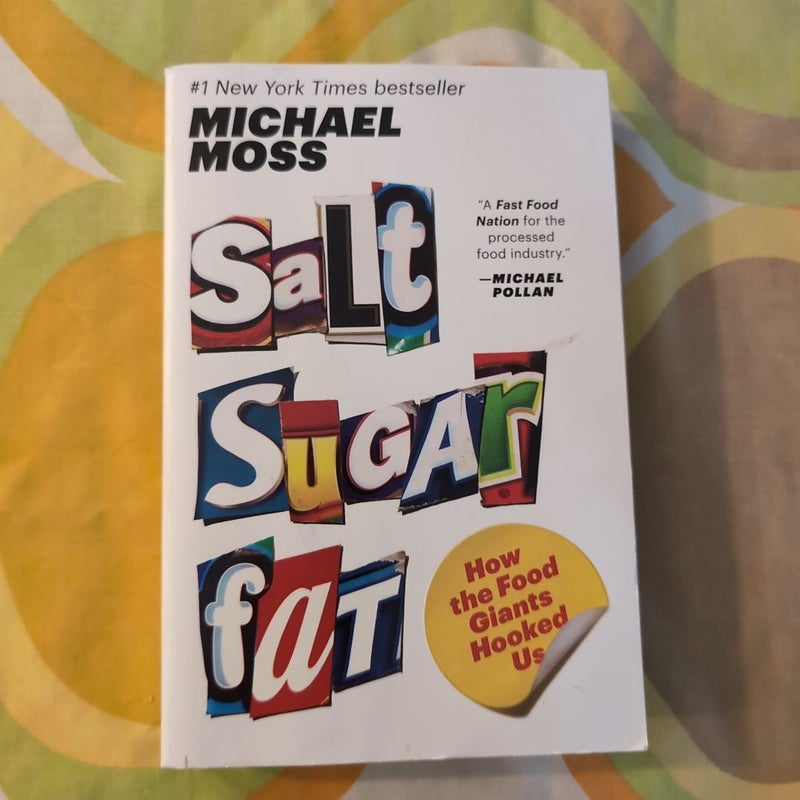 #1 New York Times bestseller
MICHAEL
MOSS
SaLt
"A Fast Food
Nation for the
processed
food industry."
—MICHAEL
POLLAN
SuGAr
faT
How
the Food
Giants
Hooked
Us